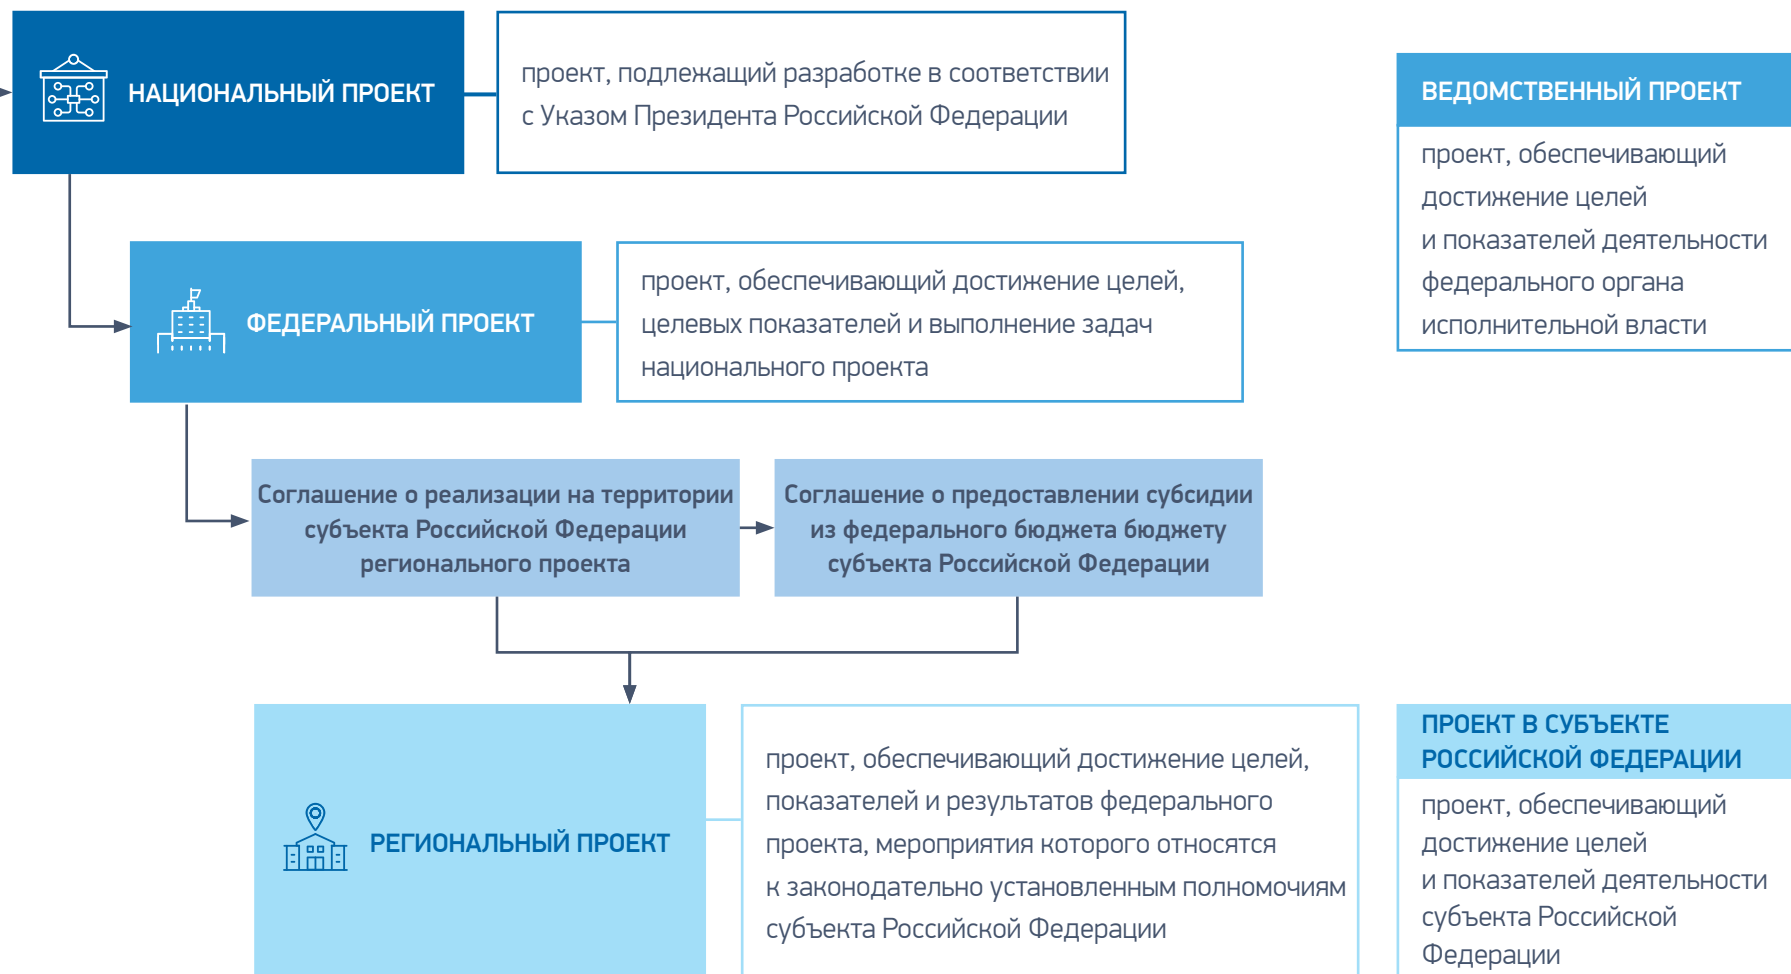 НАЦИОНАЛЬНЫЙ ПРОЕКТ
проект, подлежащий разработке в соответствии
с Указом Президента Российской Федерации
ВЕДОМСТВЕННЫЙ ПРОЕКТ
проект, обеспечивающий
достижение целей
и показателей деятельности
федерального органа
исполнительной власти
ФЕДЕРАЛЬНЫЙ ПРОЕКТ
проект, обеспечивающий достижение целей,
целевых показателей и выполнение задач
национального проекта
Соглашение о реализации на территории
субъекта Российской Федерации
регионального проекта
Соглашение о предоставлении субсидии
из федерального бюджета бюджету
субъекта Российской Федерации
РЕГИОНАЛЬНЫЙ ПРОЕКТ
проект, обеспечивающий достижение целей,
показателей и результатов федерального
проекта, мероприятия которого относятся
к законодательно установленным полномочиям
субъекта Российской Федерации
ПРОЕКТ В СУБЪЕКТЕ
РОССИЙСКОЙ ФЕДЕРАЦИИ
проект, обеспечивающий
достижение целей
и показателей деятельности
субъекта Российской
Федерации